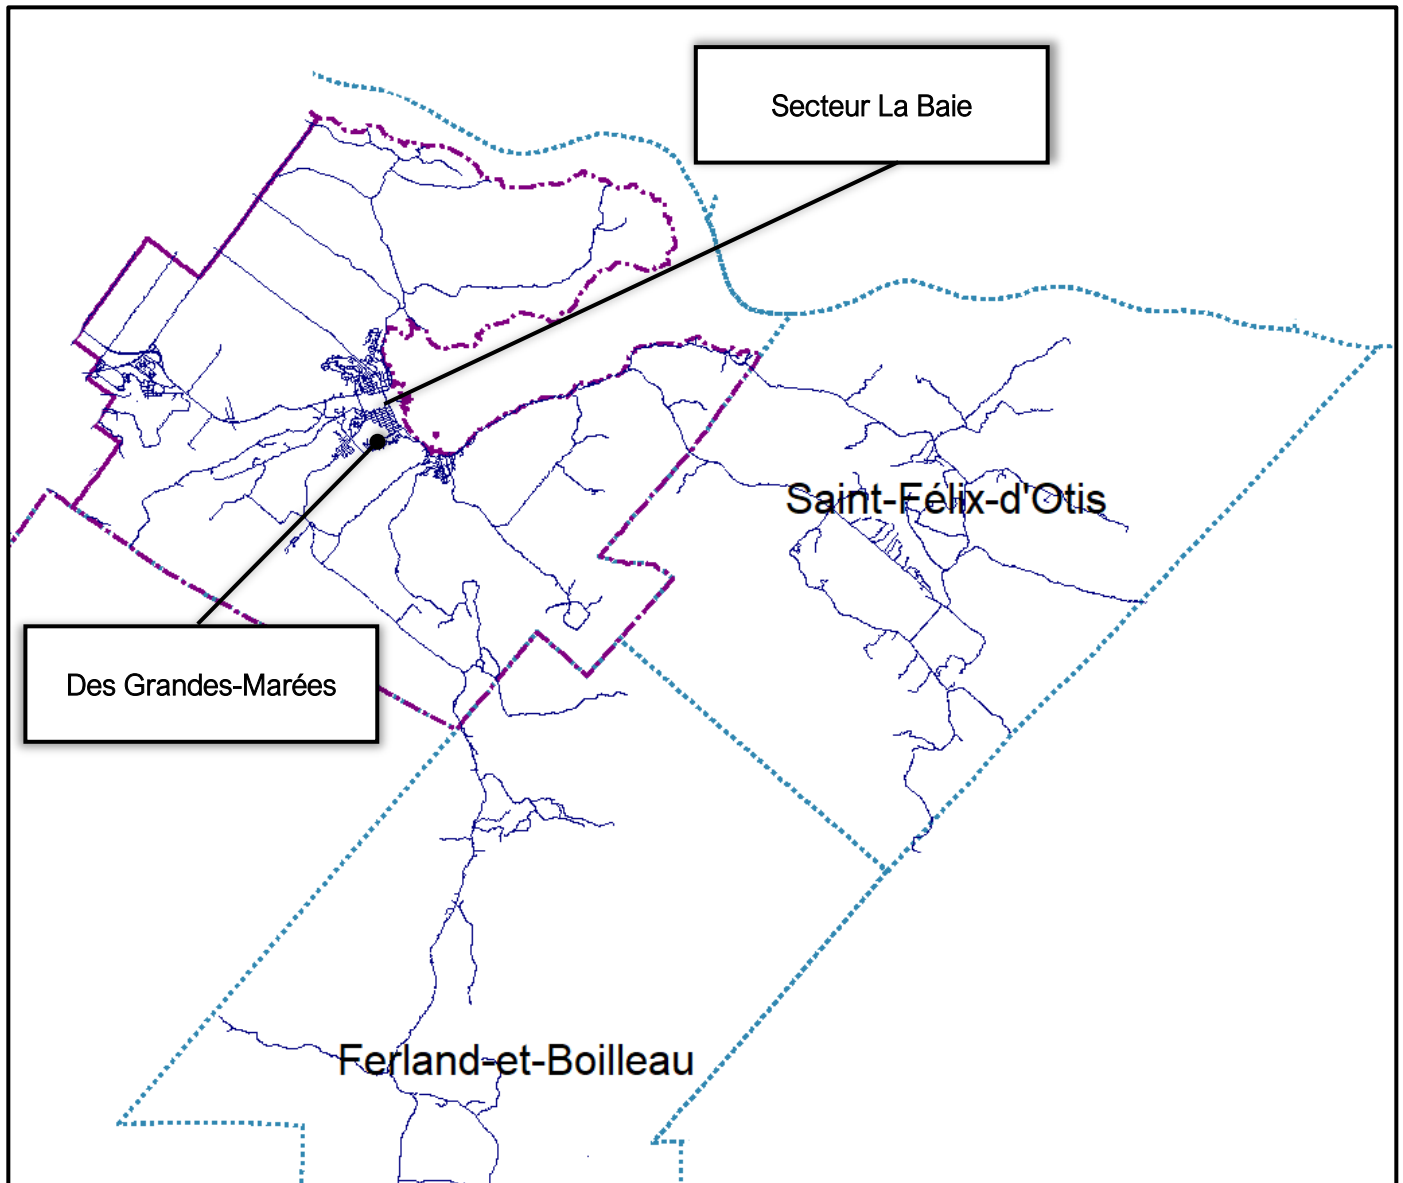 Secteur La Baie
Saint-Félix-d'Otis
Des Grandes-Marées
Ferland-et-Boilleau